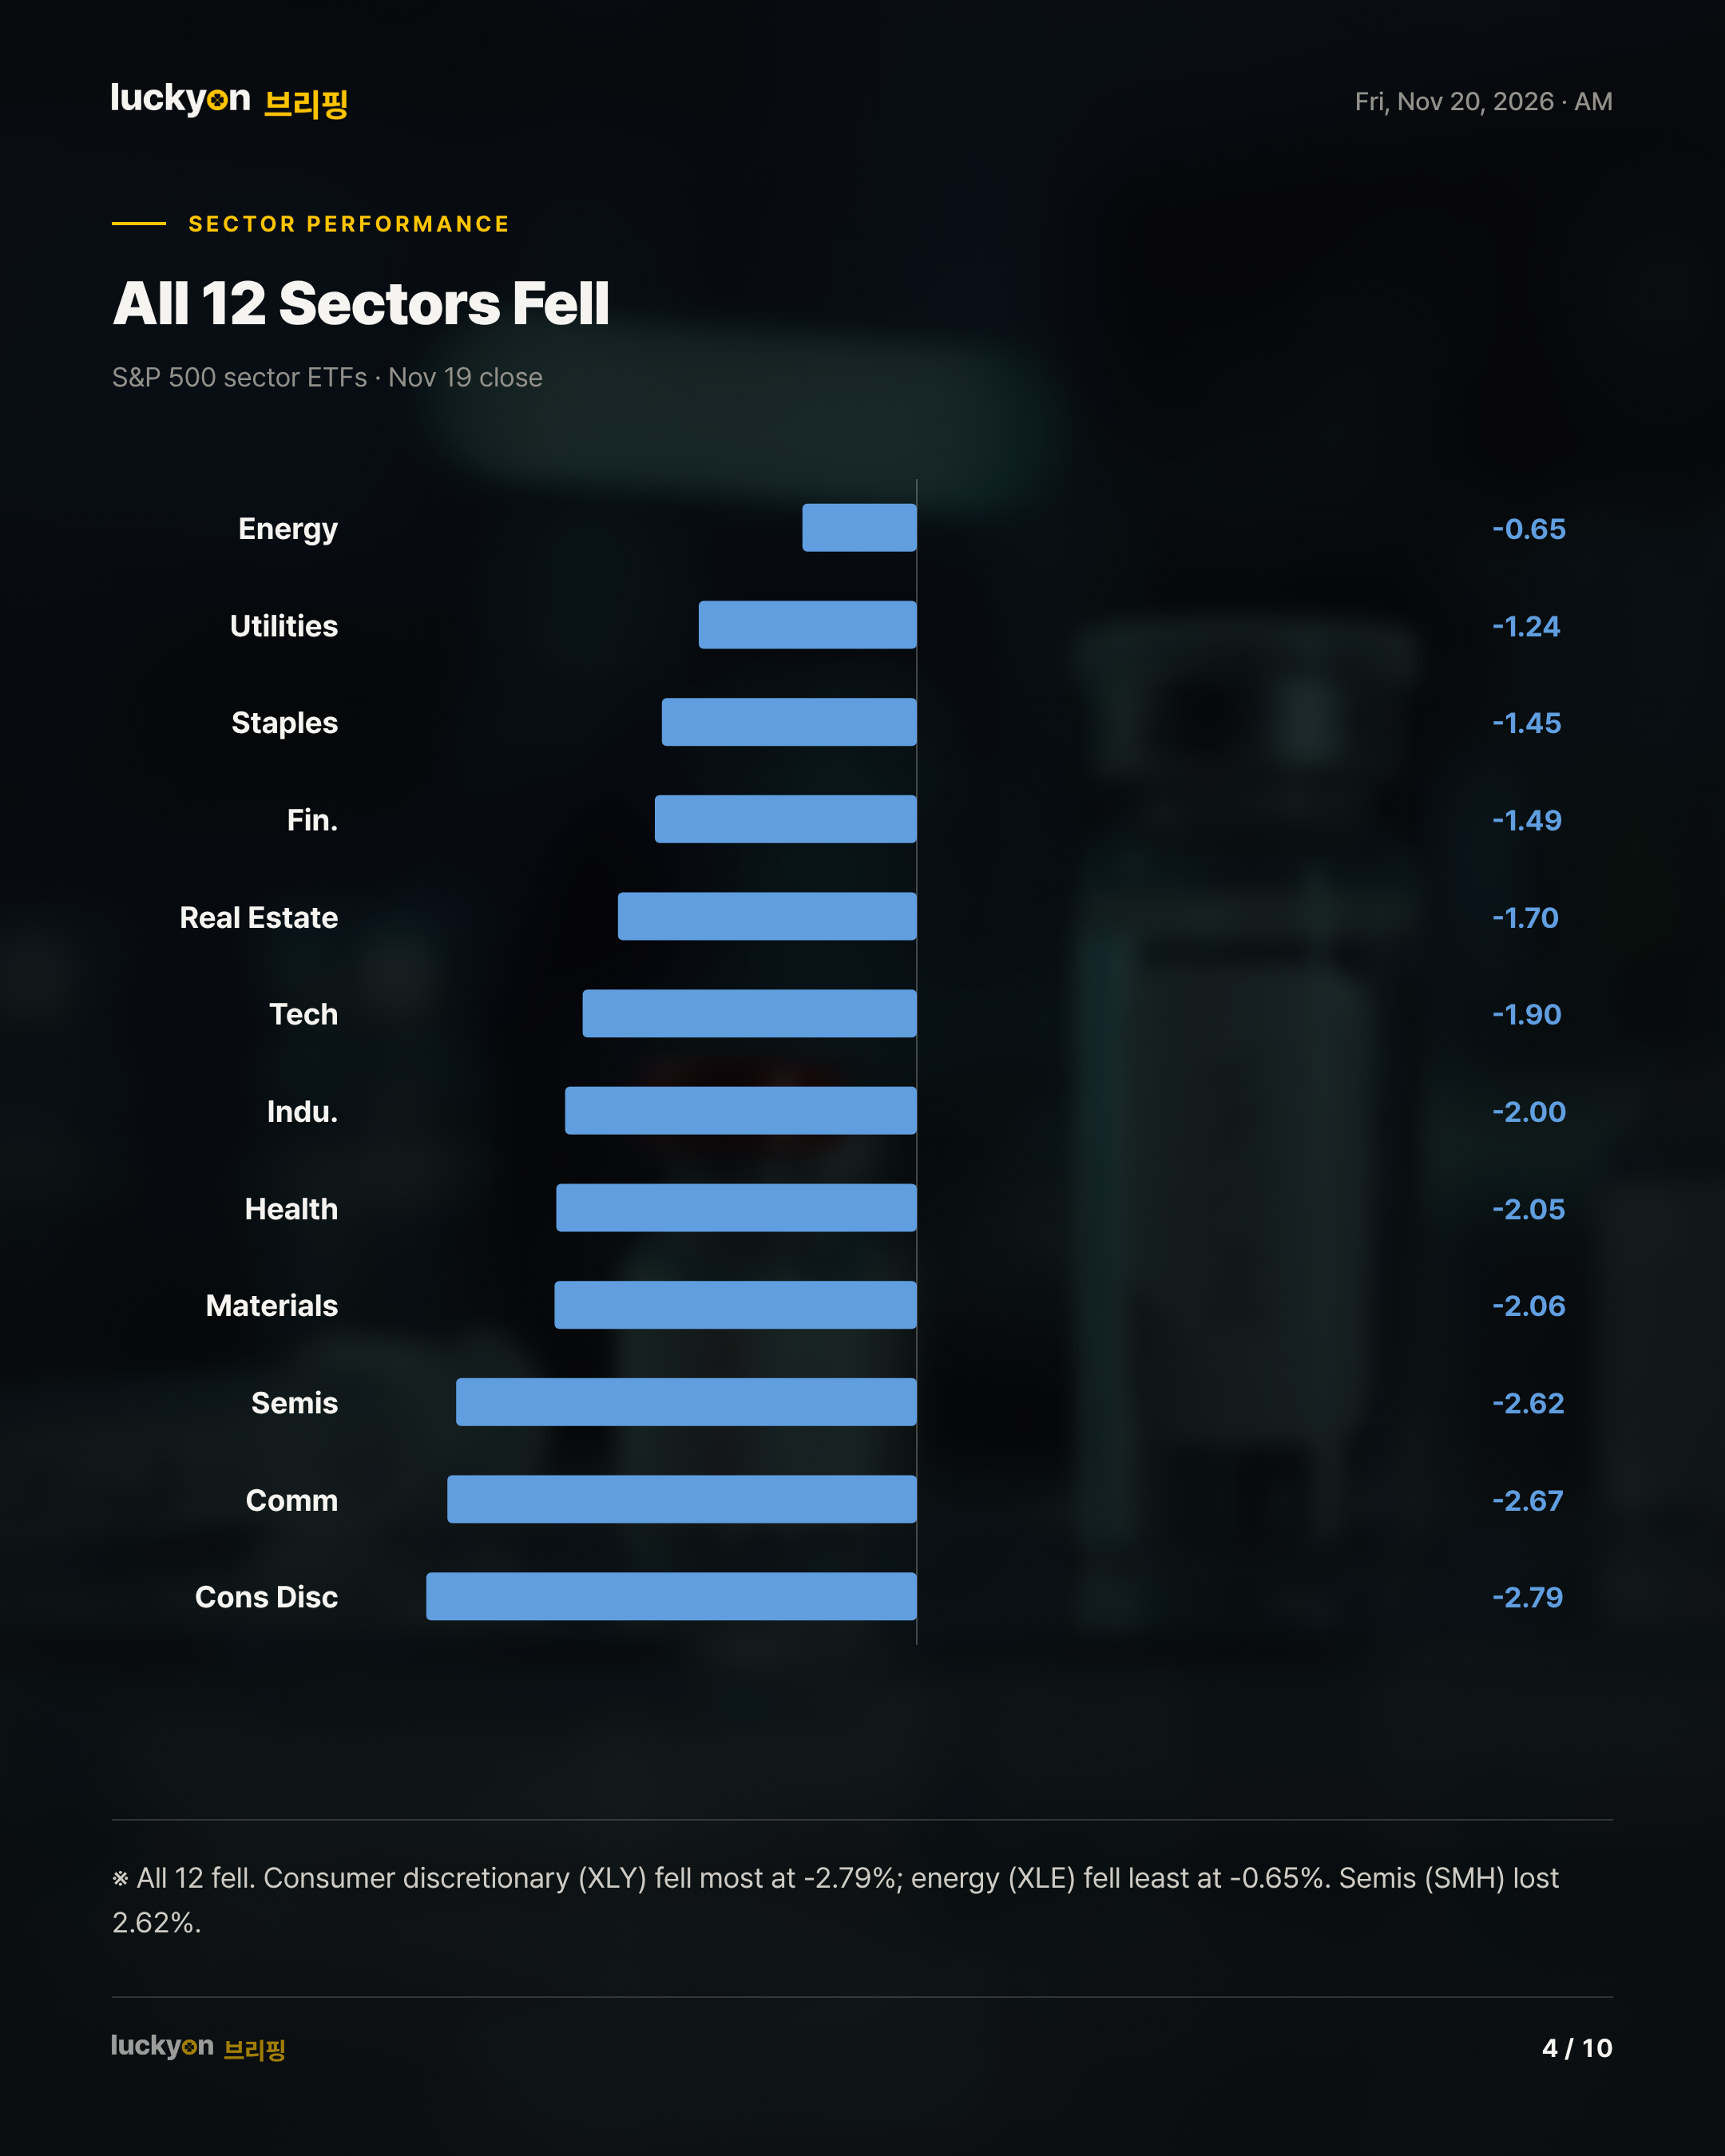 luckyon 브리핑
Fri, Nov 20, 2026 · AM
SECTOR PERFORMANCE
All 12 Sectors Fell
S&P 500 sector ETFs · Nov 19 close
Energy -0.65
Utilities -1.24
Staples -1.45
Fin. -1.49
Real Estate -1.70
Tech -1.90
Indu. -2.00
Health -2.05
Materials -2.06
Semis -2.62
Comm -2.67
Cons Disc -2.79
※ All 12 fell. Consumer discretionary (XLY) fell most at -2.79%; energy (XLE) fell least at -0.65%. Semis (SMH) lost
2.62%.
luckyon 브리핑
4 / 10